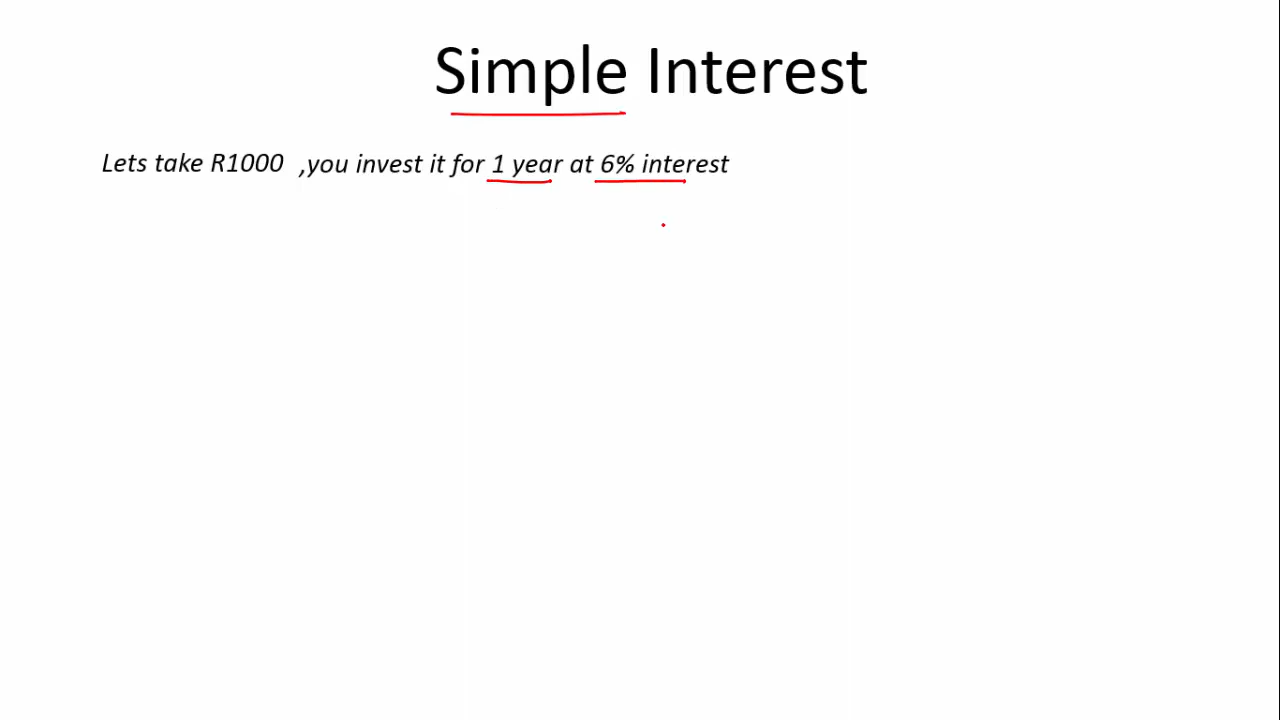 Simple Interest
Lets take R1000 ,you invest it for 1 year at 6% interest